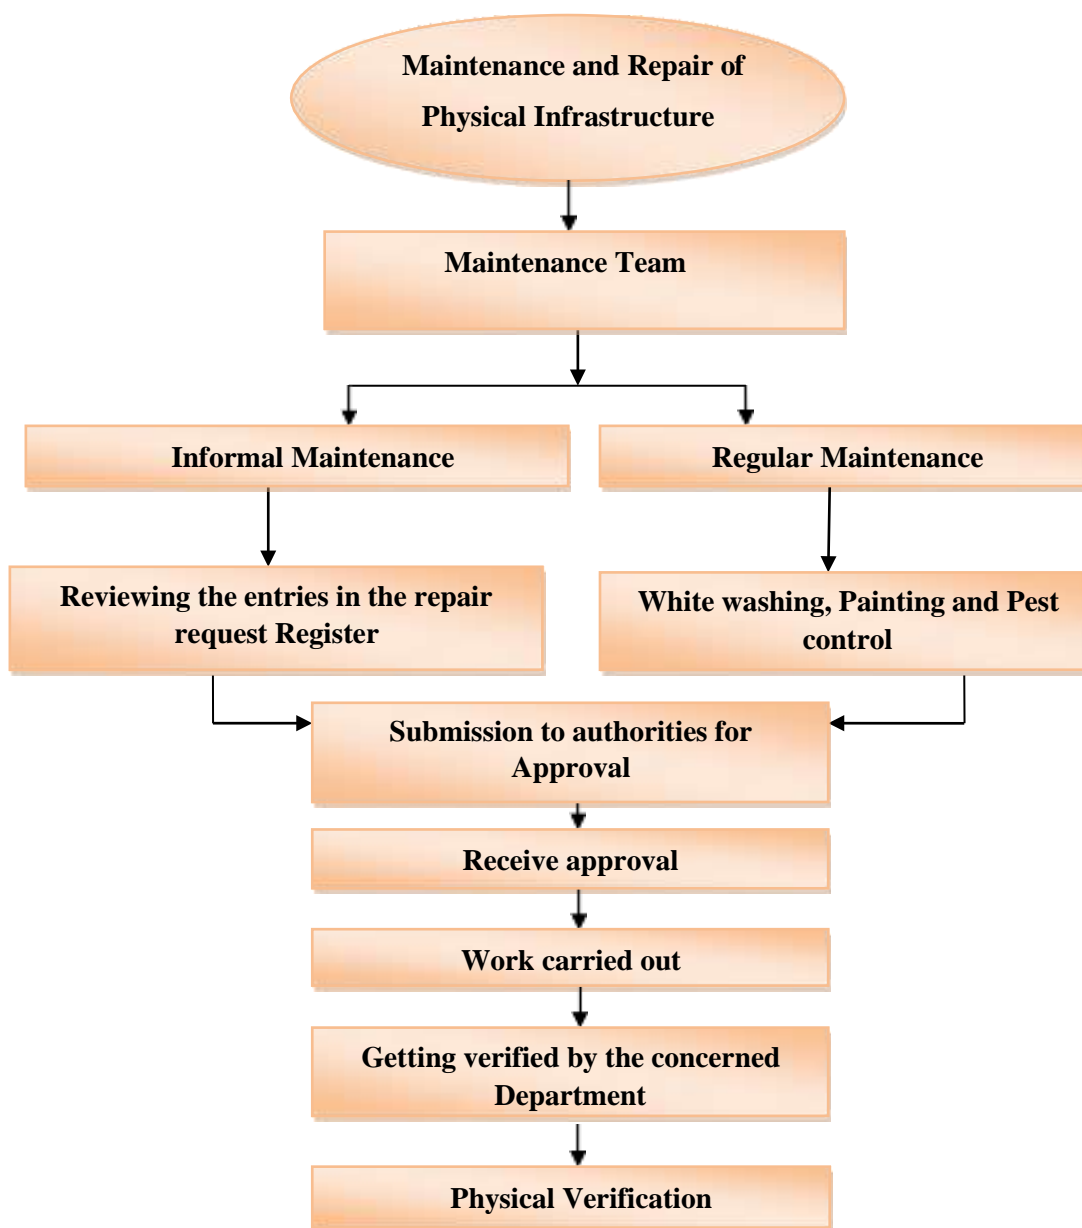 Maintenance and Repair of
Physical Infrastructure
Maintenance Team
Informal Maintenance
Regular Maintenance
Reviewing the entries in the repair
request Register
White washing, Painting and Pest
control
Submission to authorities for
Approval
Receive approval
Work carried out
Getting verified by the concerned
Department
Physical Verification